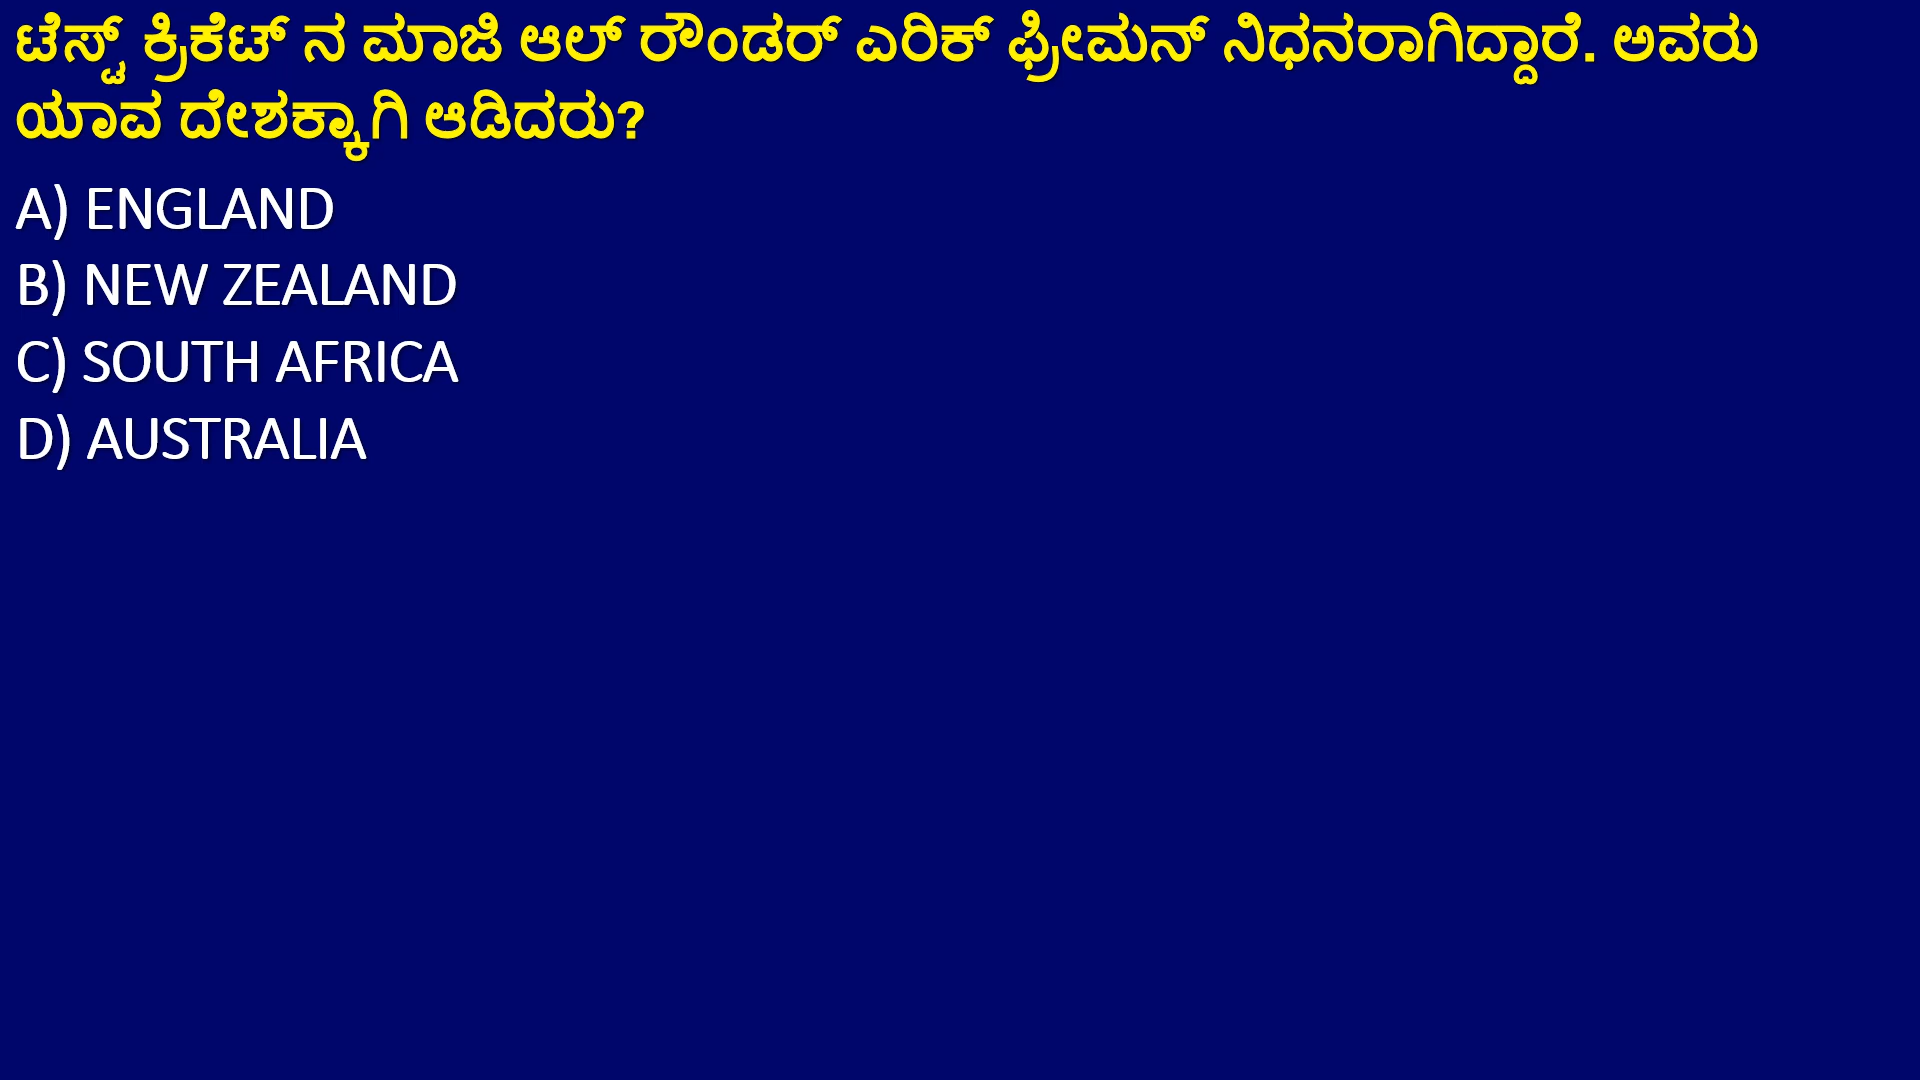 ಟೆಸ್ಟ್ ಕ್ರಿಕೆಟ್ ನ ಮಾಜಿ ಆಲ್ ರೌಂಡರ್ ಎರಿಕ್ ಫ್ರೀಮನ್ ನಿಧನರಾಗಿದ್ದಾರೆ. ಅವರು
ಯಾವ ದೇಶಕ್ಕಾಗಿ ಆಡಿದರು?
A) ENGLAND
B) NEW ZEALAND
C) SOUTH AFRICA
D) AUSTRALIA